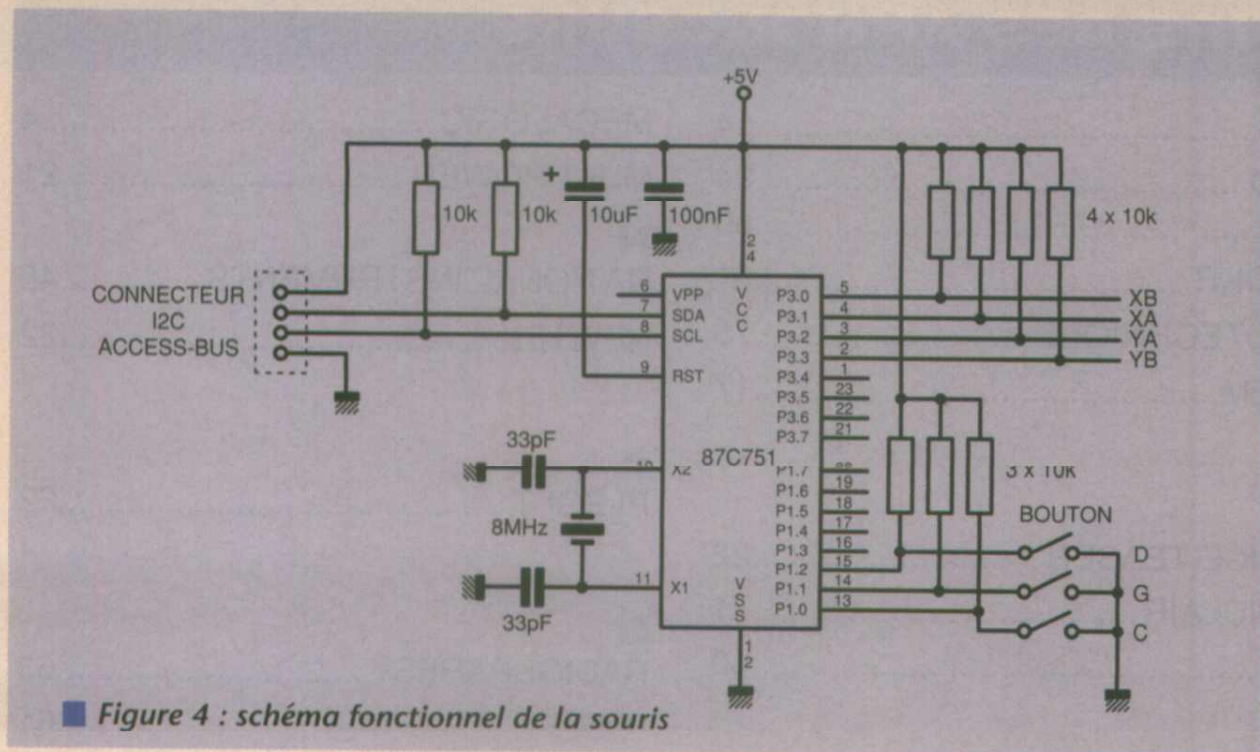 +5V
+
10k
10k
10uF
100nF
4 x 10k
2
4
CONNECTEUR
I2C
ACCESS-BUS
6
7
8
9
11
VPP
SDA
SCL
RST
X2
X1
VCC
VSS
87C751
P3.0
P3.1
P3.2
P3.3
P3.4
P3.5
P3.6
P3.7
P1.7
P1.6
P1.5
P1.4
P1.3
P1.2
P1.1
P1.0
5
4
3
2
1
23
22
21
19
18
17
16
15
14
13
XB
XA
YA
YB
33pF
8MHz
33pF
3 x 10k
BOUTON
D
G
C
1
2
Figure 4 : schéma fonctionnel de la souris